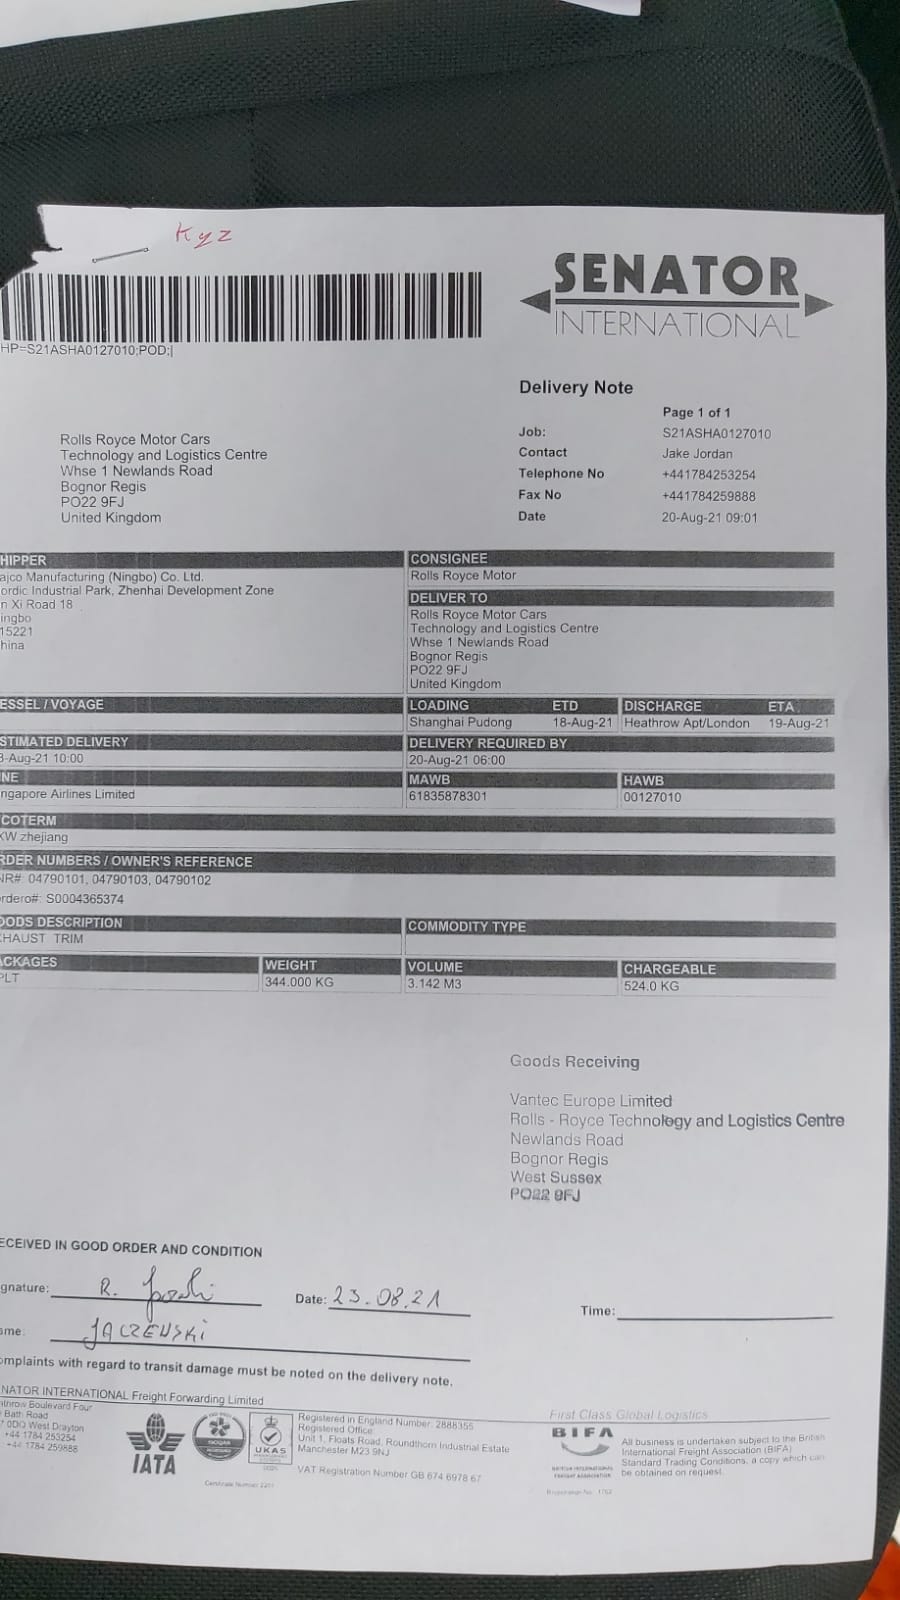 Kyz
SENATOR
INTERNATIONAL
HP=S21ASHA0127010;POD;|
Delivery Note
Page 1 of 1
Job: S21ASHA0127010
Contact Jake Jordan
Telephone No +441784253254
Fax No +441784259888
Date 20-Aug-21 09:01
Rolls Royce Motor Cars
Technology and Logistics Centre
Whse 1 Newlands Road
Bognor Regis
PO22 9FJ
United Kingdom
HIPPER
ajco Manufacturing (Ningbo) Co. Ltd.
ordic Industrial Park, Zhenhai Development Zone
n Xi Road 18
ingbo
15221
hina
CONSIGNEE
Rolls Royce Motor
DELIVER TO
Rolls Royce Motor Cars
Technology and Logistics Centre
Whse 1 Newlands Road
Bognor Regis
PO22 9FJ
United Kingdom
ESSEL / VOYAGE LOADING ETD DISCHARGE ETA
Shanghai Pudong 18-Aug-21 Heathrow Apt/London 19-Aug-21
STIMATED DELIVERY DELIVERY REQUIRED BY
3-Aug-21 10:00 20-Aug-21 06:00
NE MAWB HAWB
ngapore Airlines Limited 61835878301 00127010
COTERM
KW zhejiang
RDER NUMBERS / OWNER'S REFERENCE
NR#: 04790101, 04790103, 04790102
rdero#: S0004365374
OODS DESCRIPTION COMMODITY TYPE
HAUST TRIM
ACKAGES WEIGHT VOLUME CHARGEABLE
PLT 344.000 KG 3.142 M3 524.0 KG
Goods Receiving
Vantec Europe Limited
Rolls - Royce Technology and Logistics Centre
Newlands Road
Bognor Regis
West Sussex
PO22 9FJ
ECEIVED IN GOOD ORDER AND CONDITION
gnature: R. Date: 23.08.21 Time:
ame: JACZEWSKI
omplaints with regard to transit damage must be noted on the delivery note.
NATOR INTERNATIONAL Freight Forwarding Limited
athrow Boulevard Four
Bath Road
7 0DQ West Drayton
+44 1784 253254
+44 1784 259888
IATA
UKAS
Certificate Number 2211
Registered in England Number: 2888355
Registered Office:
Unit 1, Floats Road, Roundthorn Industrial Estate
Manchester M23 9NJ
VAT Registration Number GB 674 6978 67
First Class Global Logistics
BIFA
BRITISH INTERNATIONAL
FREIGHT ASSOCIATION
Registration No: 1762
All business is undertaken subject to the British
International Freight Association (BIFA)
Standard Trading Conditions, a copy which can
be obtained on request.